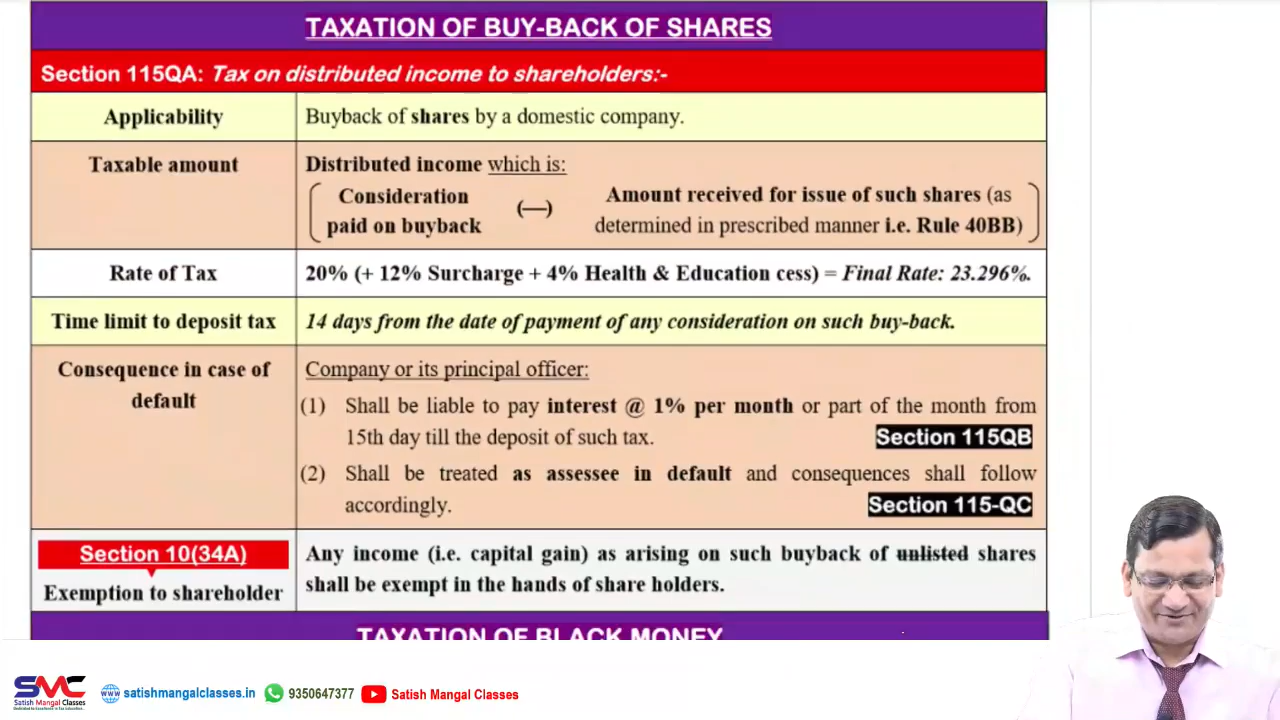 TAXATION OF BUY-BACK OF SHARES
Section 115QA: Tax on distributed income to shareholders:-
Applicability
Buyback of shares by a domestic company.
Taxable amount
Distributed income which is:
Consideration
paid on buyback
(—)
Amount received for issue of such shares (as
determined in prescribed manner i.e. Rule 40BB)
Rate of Tax
20% (+ 12% Surcharge + 4% Health & Education cess) = Final Rate: 23.296%.
Time limit to deposit tax
14 days from the date of payment of any consideration on such buy-back.
Consequence in case of
default
Company or its principal officer:
(1) Shall be liable to pay interest @ 1% per month or part of the month from
15th day till the deposit of such tax. Section 115QB
(2) Shall be treated as assessee in default and consequences shall follow
accordingly. Section 115-QC
Section 10(34A)
Exemption to shareholder
Any income (i.e. capital gain) as arising on such buyback of unlisted shares
shall be exempt in the hands of share holders.
TAXATION OF BLACK MONEY
SMC
Satish Mangal Classes
satishmangalclasses.in
9350647377
Satish Mangal Classes